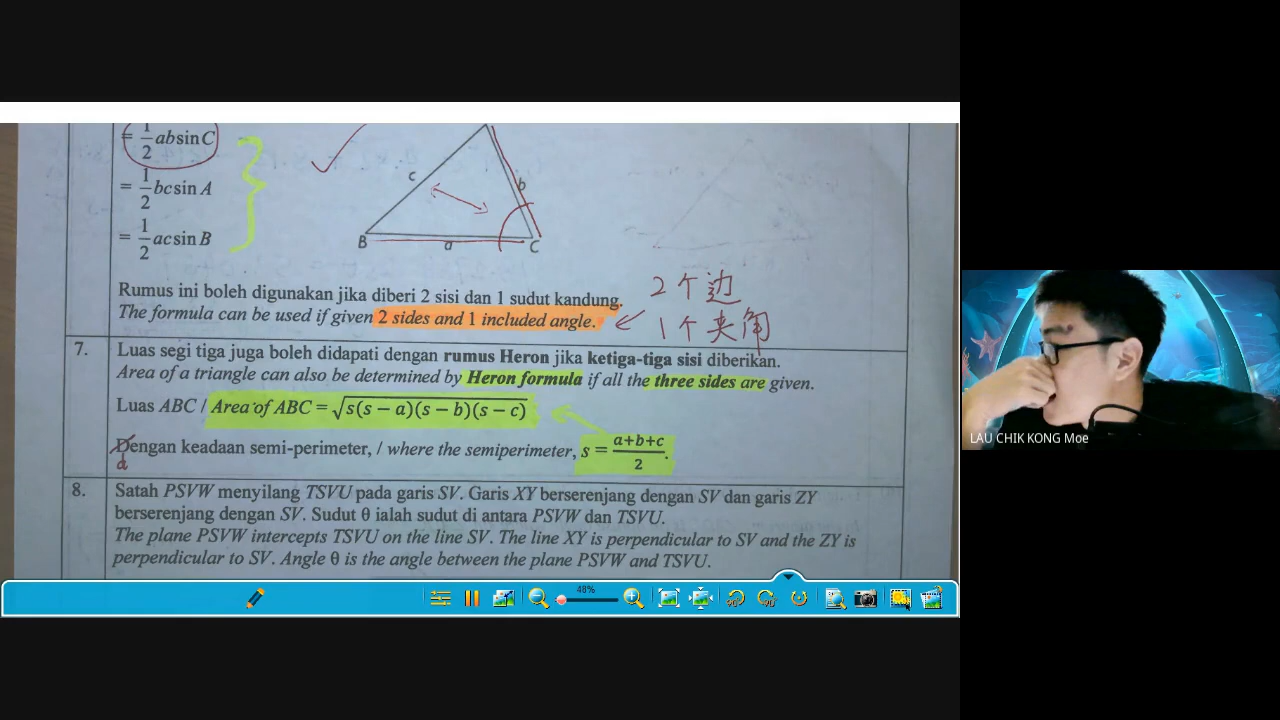 = 1/2 ab sin C
= 1/2 bc sin A
= 1/2 ac sin B
c
b
B
a
C
Rumus ini boleh digunakan jika diberi 2 sisi dan 1 sudut kandung.
The formula can be used if given 2 sides and 1 included angle.
2个边
1个夹角
7.
Luas segi tiga juga boleh didapati dengan rumus Heron jika ketiga-tiga sisi diberikan.
Area of a triangle can also be determined by Heron formula if all the three sides are given.
Luas ABC / Area of ABC = √s(s − a)(s − b)(s − c)
Dengan keadaan semi-perimeter, / where the semiperimeter, s = a+b+c/2.
d
8.
Satah PSVW menyilang TSVU pada garis SV. Garis XY berserenjang dengan SV dan garis ZY
berserenjang dengan SV. Sudut θ ialah sudut di antara PSVW dan TSVU.
The plane PSVW intercepts TSVU on the line SV. The line XY is perpendicular to SV and the ZY is
perpendicular to SV. Angle θ is the angle between the plane PSVW and TSVU.
48%
LAU CHIK KONG Moe